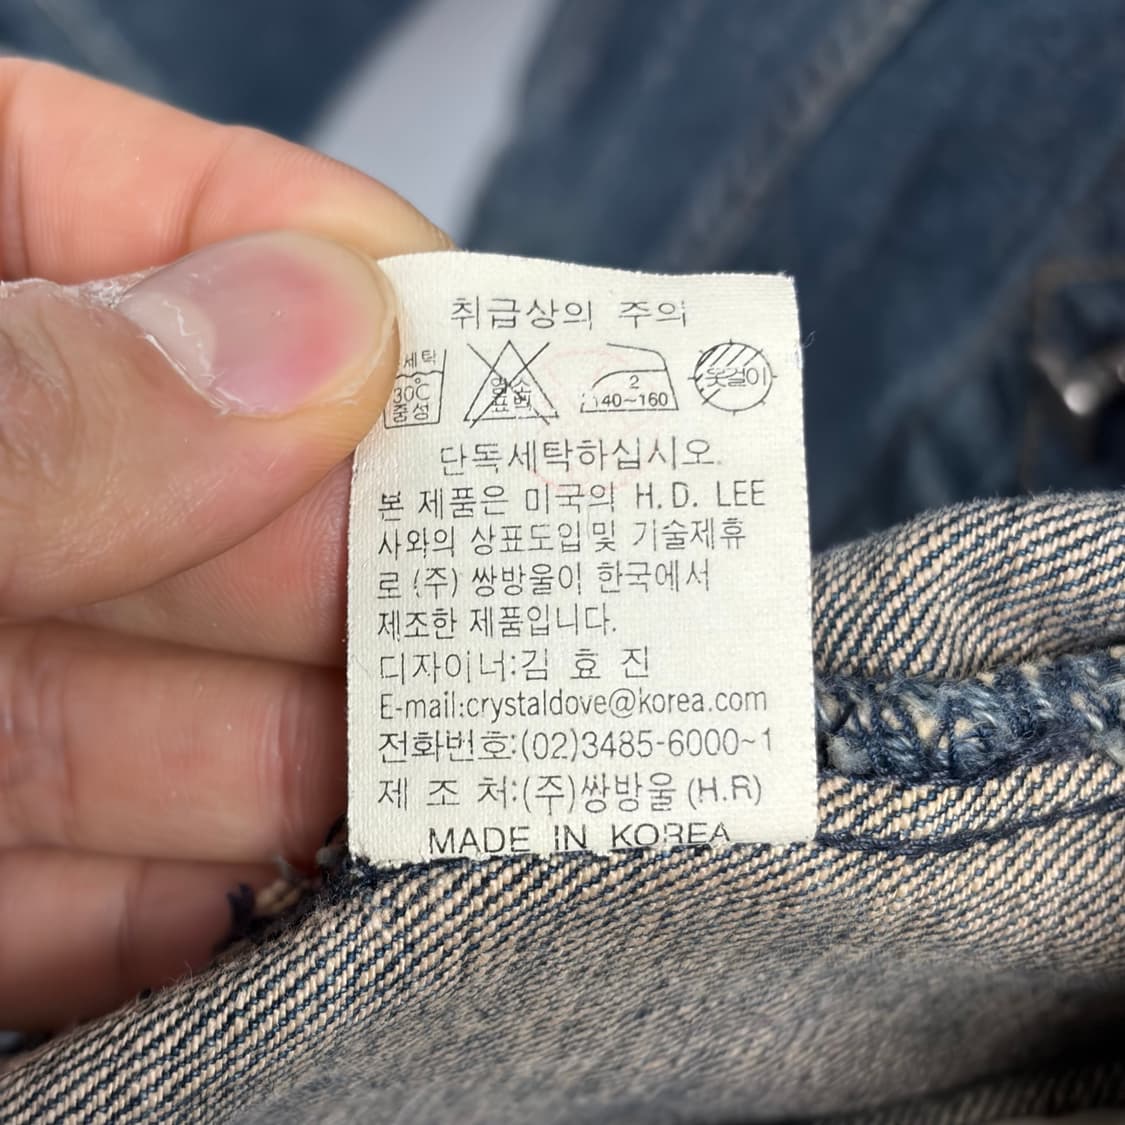 취급상의 주의
세탁 30℃ 중성
염소 표백
2
140~160
옷걸이
단독세탁하십시오.
본 제품은 미국의 H.D. LEE
사와의 상표도입및 기술제휴
로 (주) 쌍방울이 한국에서
제조한 제품입니다.
디자이너:김 효 진
E-mail:crystaldove@korea.com
전화번호:(02)3485-6000~1
제 조 처:(주)쌍방울(H.R)
MADE IN KOREA